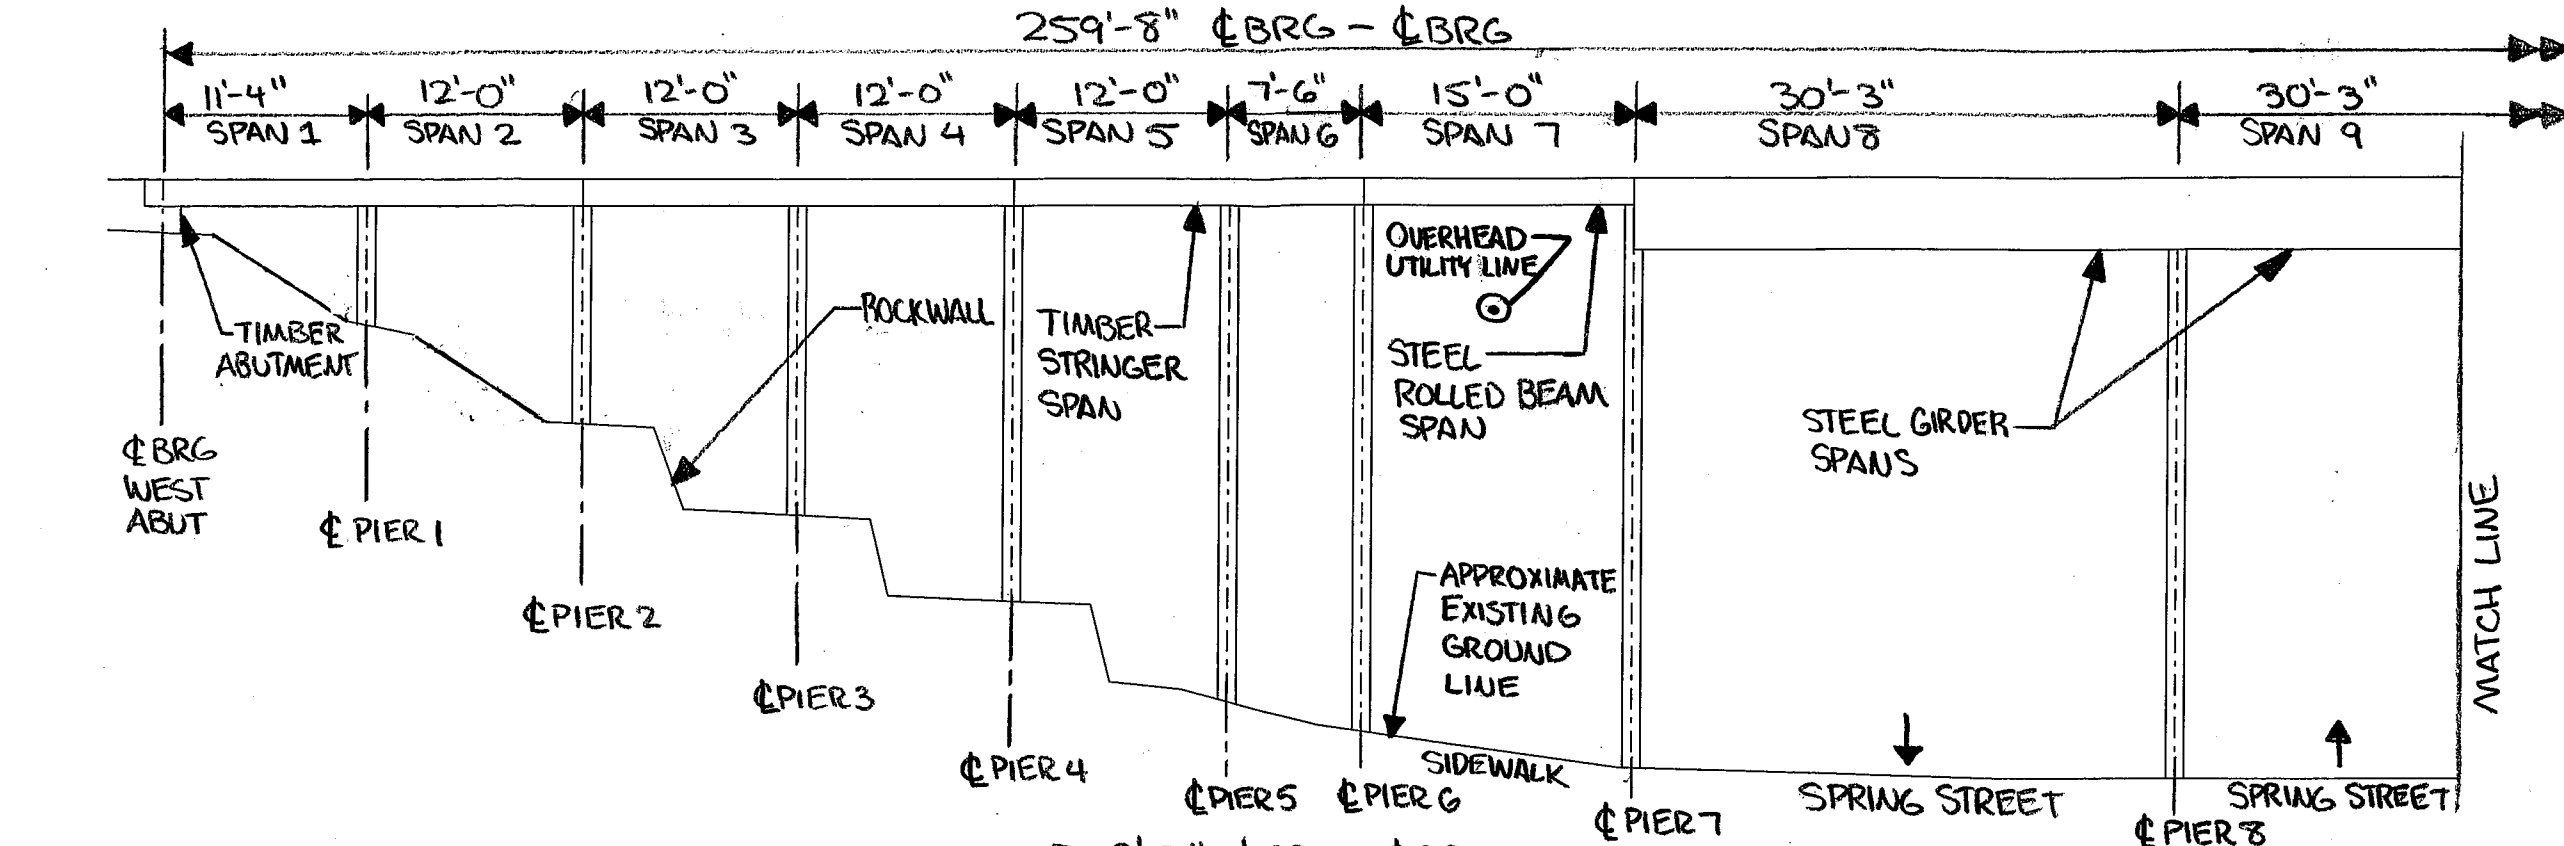 259'-8" ℄ BRG - ℄ BRG
11'-4"
SPAN 1
12'-0"
SPAN 2
12'-0"
SPAN 3
12'-0"
SPAN 4
12'-0"
SPAN 5
7'-6"
SPAN 6
15'-0"
SPAN 7
30'-3"
SPAN 8
30'-3"
SPAN 9
TIMBER
ABUTMENT
ROCKWALL
TIMBER
STRINGER
SPAN
OVERHEAD
UTILITY LINE
STEEL
ROLLED BEAM
SPAN
STEEL GIRDER
SPANS
APPROXIMATE
EXISTING
GROUND
LINE
SIDEWALK
SPRING STREET
SPRING STREET
MATCH LINE
℄ BRG
WEST
ABUT
℄ PIER 1
℄ PIER 2
℄ PIER 3
℄ PIER 4
℄ PIER 5
℄ PIER 6
℄ PIER 7
℄ PIER 8